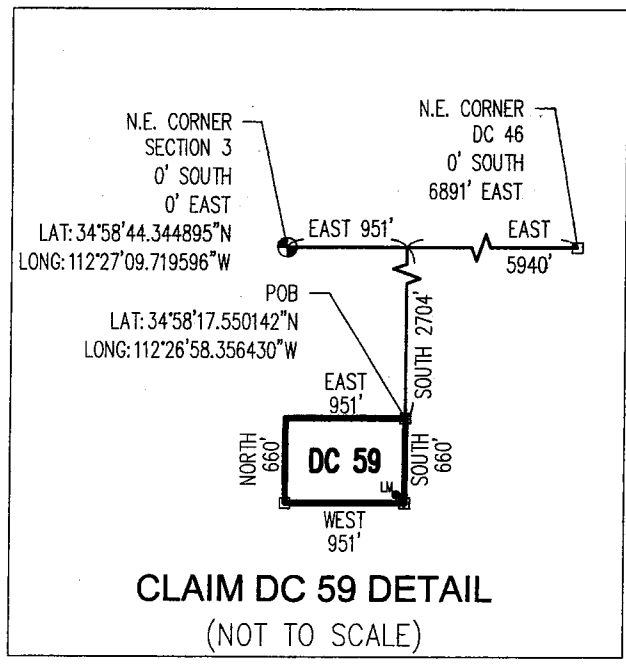 N.E. CORNER
SECTION 3
0' SOUTH
0' EAST
LAT: 34°58'44.344895"N
LONG: 112°27'09.719596"W
N.E. CORNER
DC 46
0' SOUTH
6891' EAST
EAST 951'
EAST
5940'
POB
LAT: 34°58'17.550142"N
LONG: 112°26'58.356430"W
SOUTH 2704'
EAST
951'
NORTH
660'
DC 59
LM
SOUTH
660'
WEST
951'
CLAIM DC 59 DETAIL
(NOT TO SCALE)